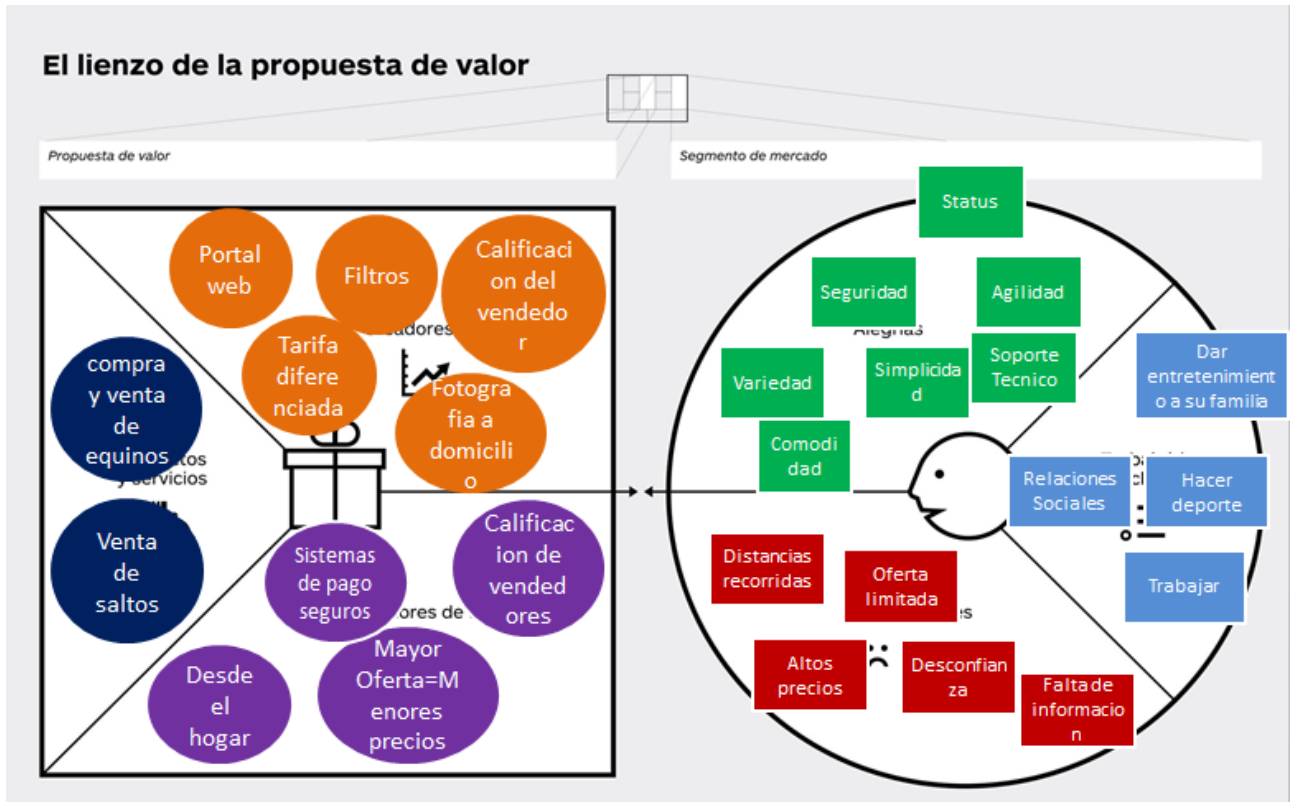 El lienzo de la propuesta de valor
Propuesta de valor
Segmento de mercado
Portal
web
Filtros
Calificaci
on del
vendedo
r
Tarifa
difere
nciada
Fotogra
fia a
domicili
o
compra
y venta
de
equinos
y servicios
Venta
de
saltos
Sistemas
de pago
seguros
Calificac
ion de
vended
ores
Desde
el
hogar
Mayor
Oferta=M
enores
precios
Status
Seguridad
Agilidad
Alegrías
Variedad
Simplicida
d
Soporte
Tecnico
Comodi
dad
Dar
entretenimient
o a su familia
Relaciones
Sociales
Hacer
deporte
Trabajar
Distancias
recorridas
Oferta
limitada
Altos
precios
Desconfian
za
Falta de
informacio
n